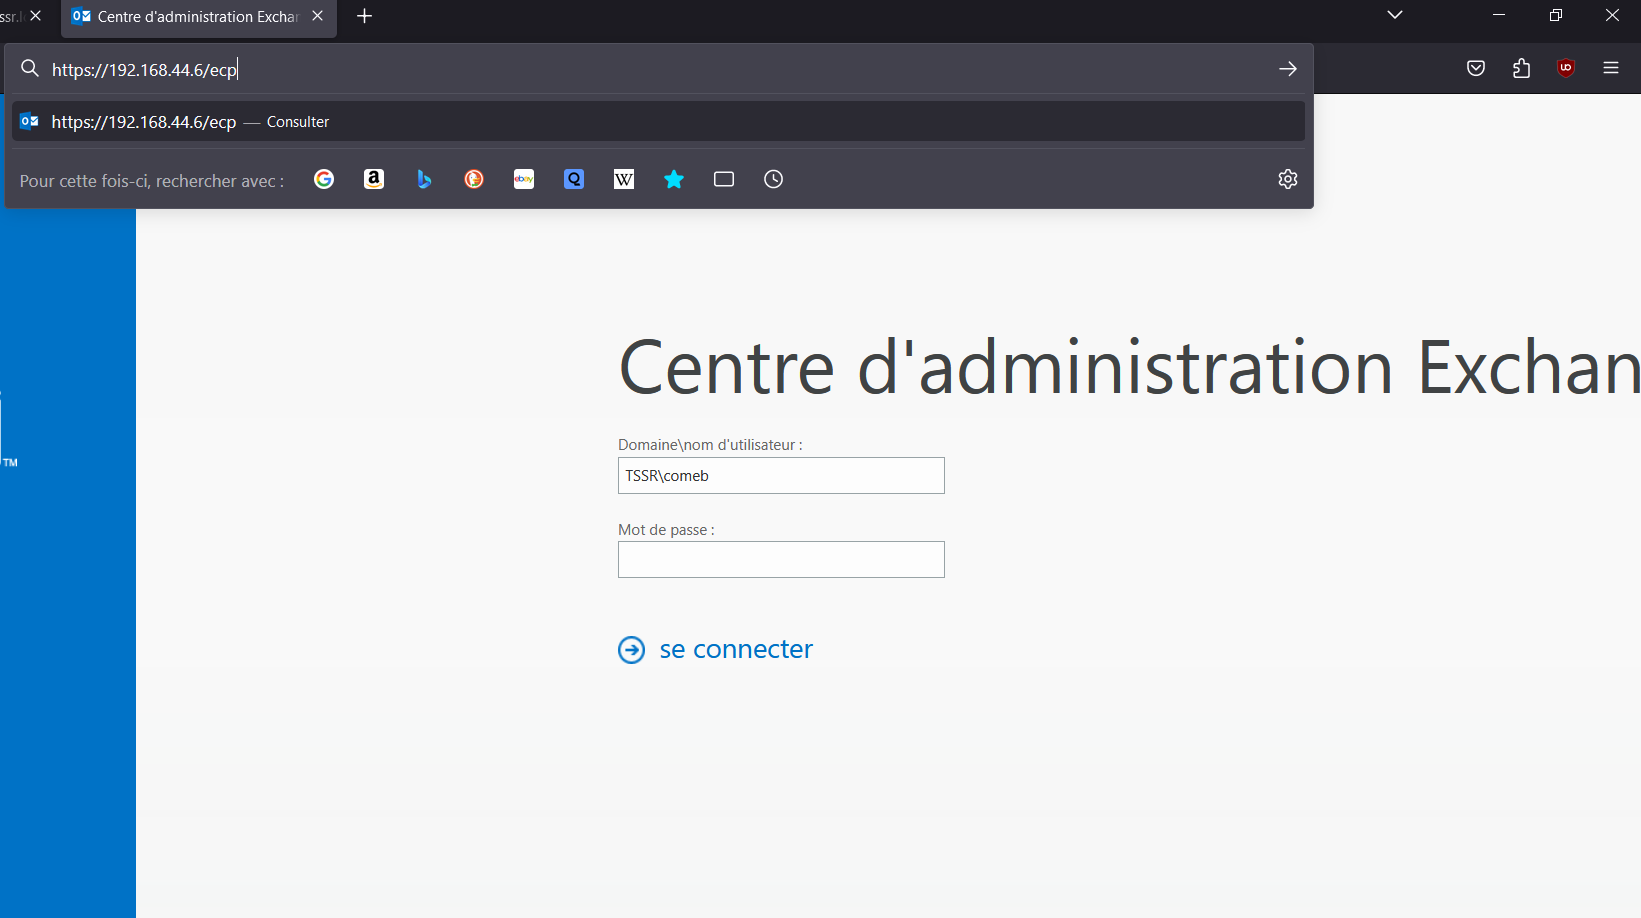 ssr.l
Centre d'administration Exchan
https://192.168.44.6/ecp
https://192.168.44.6/ecp — Consulter
Pour cette fois-ci, rechercher avec :
Centre d'administration Exchan
Domaine\nom d'utilisateur :
TSSR\comeb
Mot de passe :
se connecter
TM